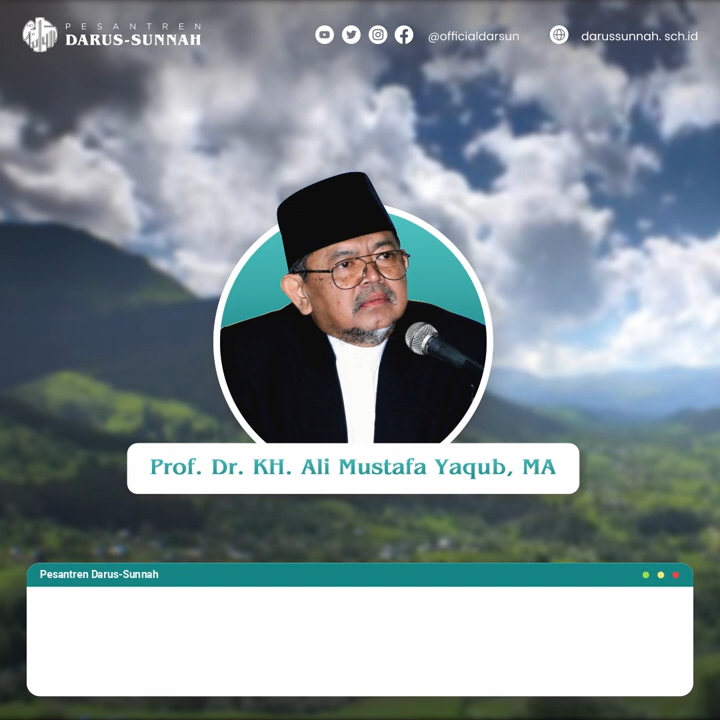 PESANTREN
DARUS-SUNNAH
@officialdarsun
darussunnah. sch.id
Prof. Dr. KH. Ali Mustafa Yaqub, MA
Pesantren Darus-Sunnah